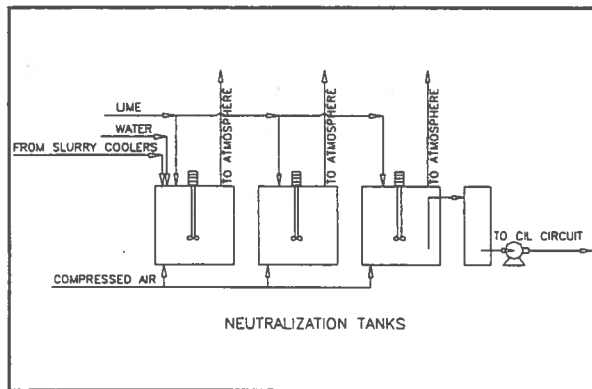 LIME
WATER
FROM SLURRY COOLERS
TO ATMOSPHERE
TO ATMOSPHERE
TO ATMOSPHERE
TO CIL CIRCUIT
COMPRESSED AIR
NEUTRALIZATION TANKS